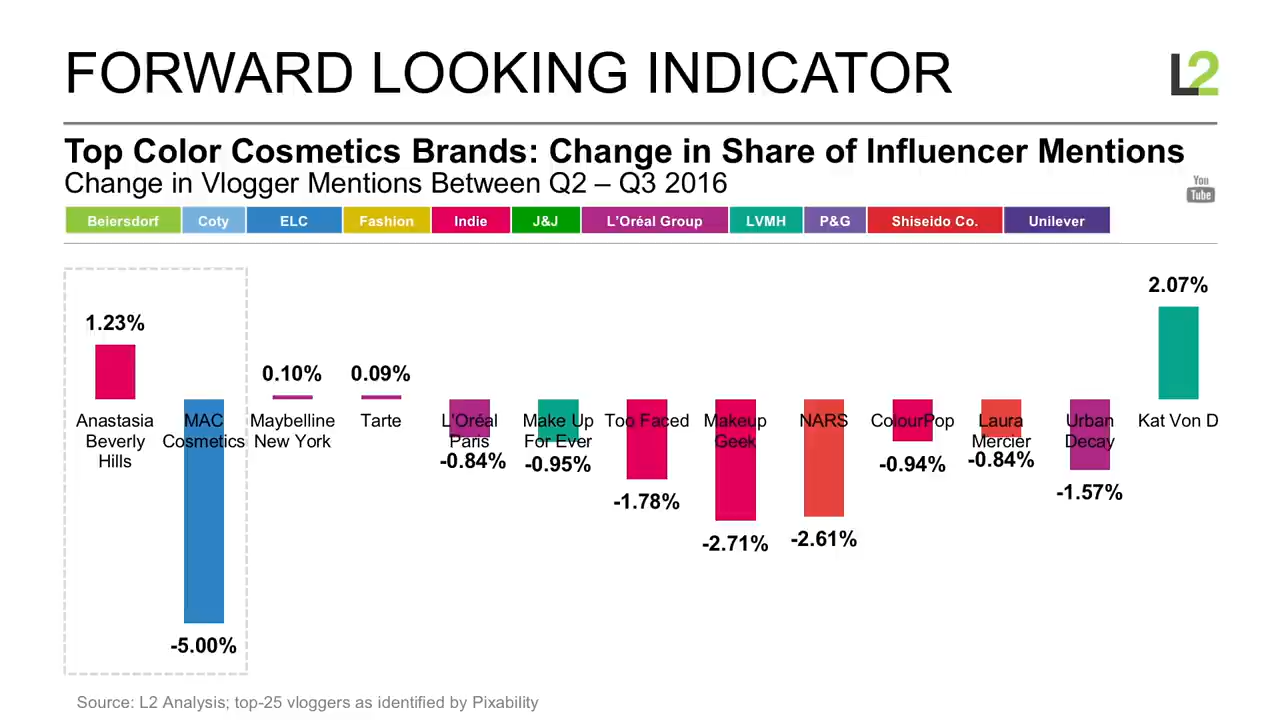 FORWARD LOOKING INDICATOR
L2
Top Color Cosmetics Brands: Change in Share of Influencer Mentions
Change in Vlogger Mentions Between Q2 – Q3 2016
You
Tube
Beiersdorf Coty ELC Fashion Indie J&J L'Oréal Group LVMH P&G Shiseido Co. Unilever
2.07%
1.23%
0.10% 0.09%
Anastasia MAC Maybelline Tarte L'Oréal Make Up Too Faced Makeup NARS ColourPop Laura Urban Kat Von D
Beverly Cosmetics New York Paris For Ever Geek Mercier Decay
Hills
-0.84% -0.95% -0.94% -0.84%
-1.78% -1.57%
-2.71% -2.61%
-5.00%
Source: L2 Analysis; top-25 vloggers as identified by Pixability